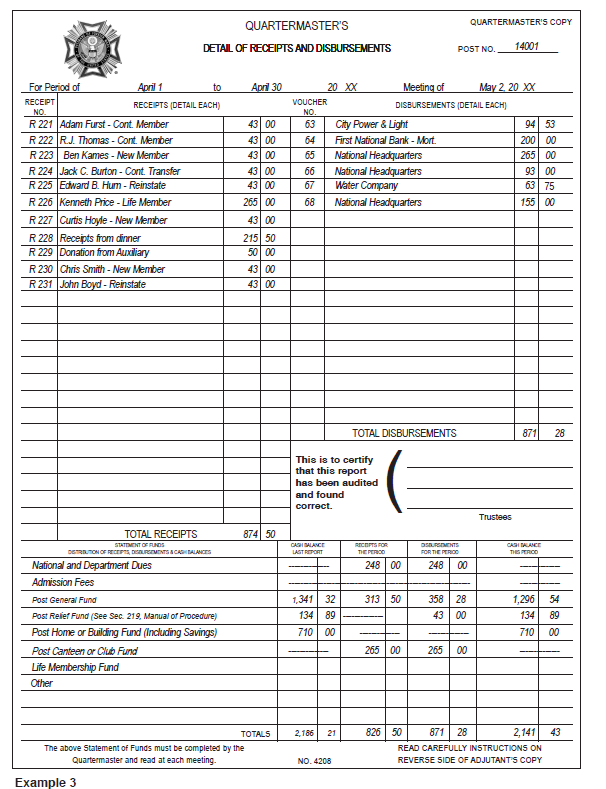 QUARTERMASTER'S
QUARTERMASTER'S COPY
DETAIL OF RECEIPTS AND DISBURSEMENTS
POST NO. 14001
For Period of April 1 to April 30 20 XX Meeting of May 2, 20 XX
RECEIPT NO. RECEIPTS (DETAIL EACH) VOUCHER NO. DISBURSEMENTS (DETAIL EACH)
R 221 Adam Furst - Cont. Member 43 00 63 City Power & Light 94 53
R 222 R.J. Thomas - Cont. Member 43 00 64 First National Bank - Mort. 200 00
R 223 Ben Kames - New Member 43 00 65 National Headquarters 265 00
R 224 Jack C. Burton - Cont. Transfer 43 00 66 National Headquarters 93 00
R 225 Edward B. Hum - Reinstate 43 00 67 Water Company 63 75
R 226 Kenneth Price - Life Member 265 00 68 National Headquarters 155 00
R 227 Curtis Hoyle - New Member 43 00
R 228 Receipts from dinner 215 50
R 229 Donation from Auxiliary 50 00
R 230 Chris Smith - New Member 43 00
R 231 John Boyd - Reinstate 43 00
TOTAL DISBURSEMENTS 871 28
This is to certify
that this report
has been audited
and found
correct.
(
Trustees
TOTAL RECEIPTS 874 50
STATEMENT OF FUNDS
DISTRIBUTION OF RECEIPTS, DISBURSEMENTS & CASH BALANCES
CASH BALANCE LAST REPORT RECEIPTS FOR THE PERIOD DISBURSEMENTS FOR THE PERIOD CASH BALANCE THIS PERIOD
National and Department Dues 248 00 248 00
Admission Fees
Post General Fund 1,341 32 313 50 358 28 1,296 54
Post Relief Fund (See Sec. 219, Manual of Procedure) 134 89 43 00 134 89
Post Home or Building Fund (Including Savings) 710 00 710 00
Post Canteen or Club Fund 265 00 265 00
Life Membership Fund
Other
TOTALS 2,186 21 826 50 871 28 2,141 43
The above Statement of Funds must be completed by the
Quartermaster and read at each meeting.
NO. 4208
READ CAREFULLY INSTRUCTIONS ON
REVERSE SIDE OF ADJUTANT'S COPY
Example 3